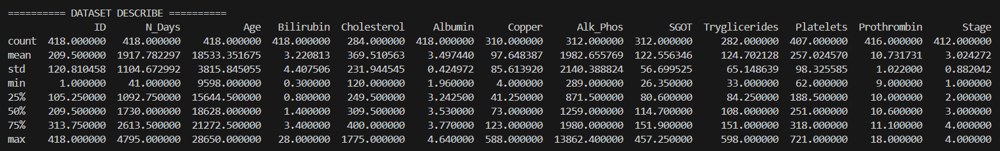 ========== DATASET DESCRIBE ==========
ID N_Days Age Bilirubin Cholesterol Albumin Copper Alk_Phos SGOT Tryglicerides Platelets Prothrombin Stage
count 418.000000 418.000000 418.000000 418.000000 284.000000 418.000000 310.000000 312.000000 312.000000 282.000000 407.000000 416.000000 412.000000
mean 209.500000 1917.782297 18533.351675 3.220813 369.510563 3.497440 97.648387 1982.655769 122.556346 124.702128 257.024570 10.731731 3.024272
std 120.810458 1104.672992 3815.845055 4.407506 231.944545 0.424972 85.613920 2140.388824 56.699525 65.148639 98.325585 1.022000 0.882042
min 1.000000 41.000000 9598.000000 0.300000 120.000000 1.960000 4.000000 289.000000 26.350000 33.000000 62.000000 9.000000 1.000000
25% 105.250000 1092.750000 15644.500000 0.800000 249.500000 3.242500 41.250000 871.500000 80.600000 84.250000 188.500000 10.000000 2.000000
50% 209.500000 1730.000000 18628.000000 1.400000 309.500000 3.530000 73.000000 1259.000000 114.700000 108.000000 251.000000 10.600000 3.000000
75% 313.750000 2613.500000 21272.500000 3.400000 400.000000 3.770000 123.000000 1980.000000 151.900000 151.000000 318.000000 11.100000 4.000000
max 418.000000 4795.000000 28650.000000 28.000000 1775.000000 4.640000 588.000000 13862.400000 457.250000 598.000000 721.000000 18.000000 4.000000